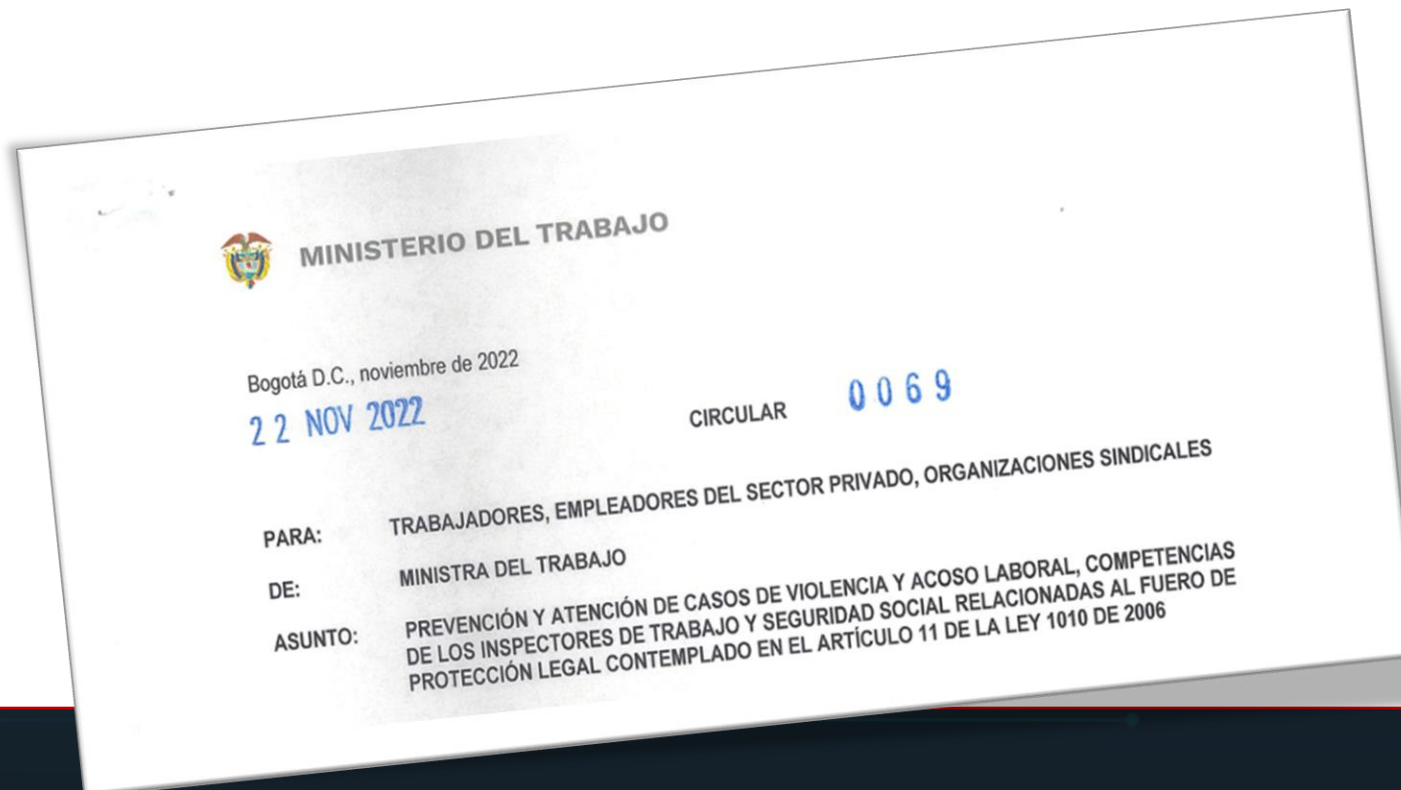 MINISTERIO DEL TRABAJO
Bogotá D.C., noviembre de 2022
22 NOV 2022
CIRCULAR 0069
PARA: TRABAJADORES, EMPLEADORES DEL SECTOR PRIVADO, ORGANIZACIONES SINDICALES
DE: MINISTRA DEL TRABAJO
ASUNTO: PREVENCIÓN Y ATENCIÓN DE CASOS DE VIOLENCIA Y ACOSO LABORAL, COMPETENCIAS
DE LOS INSPECTORES DE TRABAJO Y SEGURIDAD SOCIAL RELACIONADAS AL FUERO DE
PROTECCIÓN LEGAL CONTEMPLADO EN EL ARTÍCULO 11 DE LA LEY 1010 DE 2006